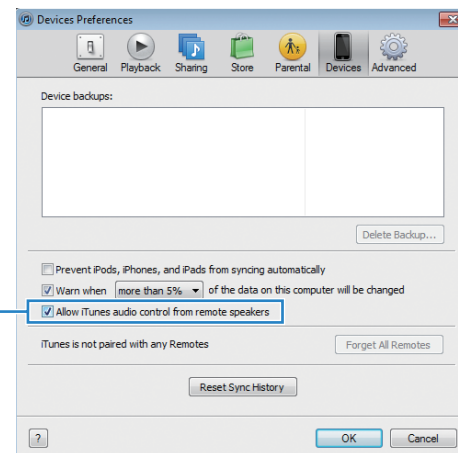 Devices Preferences
General Playback Sharing Store Parental Devices Advanced
Device backups:
Delete Backup...
Prevent iPods, iPhones, and iPads from syncing automatically
Warn when more than 5% of the data on this computer will be changed
Allow iTunes audio control from remote speakers
iTunes is not paired with any Remotes Forget All Remotes
Reset Sync History
? OK Cancel